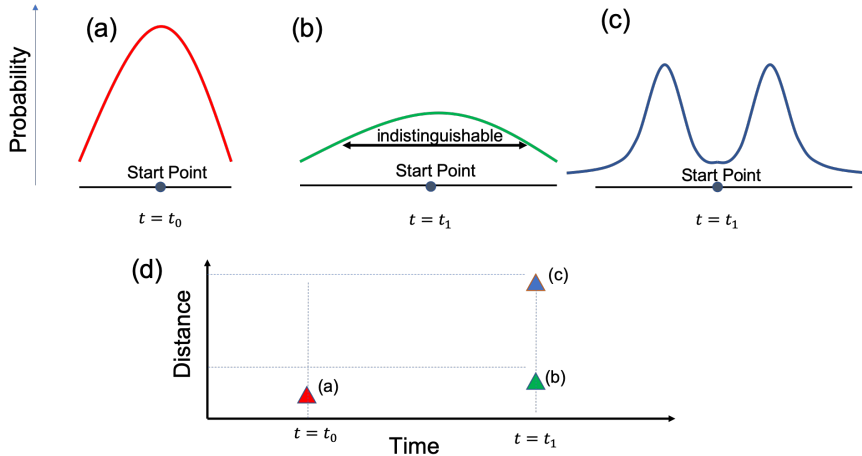 Probability
(a)
Start Point
t = t₀
(b)
indistinguishable
Start Point
t = t₁
(c)
Start Point
t = t₁
(d)
Distance
(c)
(a)
(b)
t = t₀
t = t₁
Time